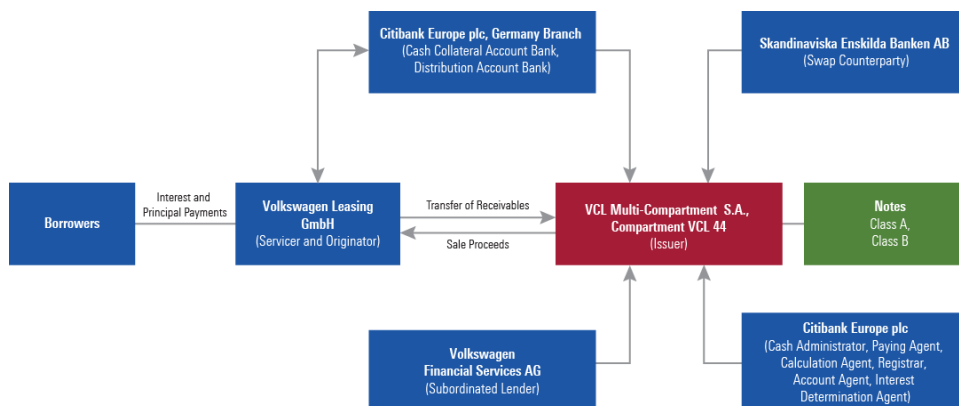 Citibank Europe plc, Germany Branch
(Cash Collateral Account Bank,
Distribution Account Bank)
Skandinaviska Enskilda Banken AB
(Swap Counterparty)
Borrowers
Interest and
Principal Payments
Volkswagen Leasing
GmbH
(Servicer and Originator)
Transfer of Receivables
Sale Proceeds
VCL Multi-Compartment S.A.,
Compartment VCL 44
(Issuer)
Notes
Class A,
Class B
Volkswagen
Financial Services AG
(Subordinated Lender)
Citibank Europe plc
(Cash Administrator, Paying Agent,
Calculation Agent, Registrar,
Account Agent, Interest
Determination Agent)